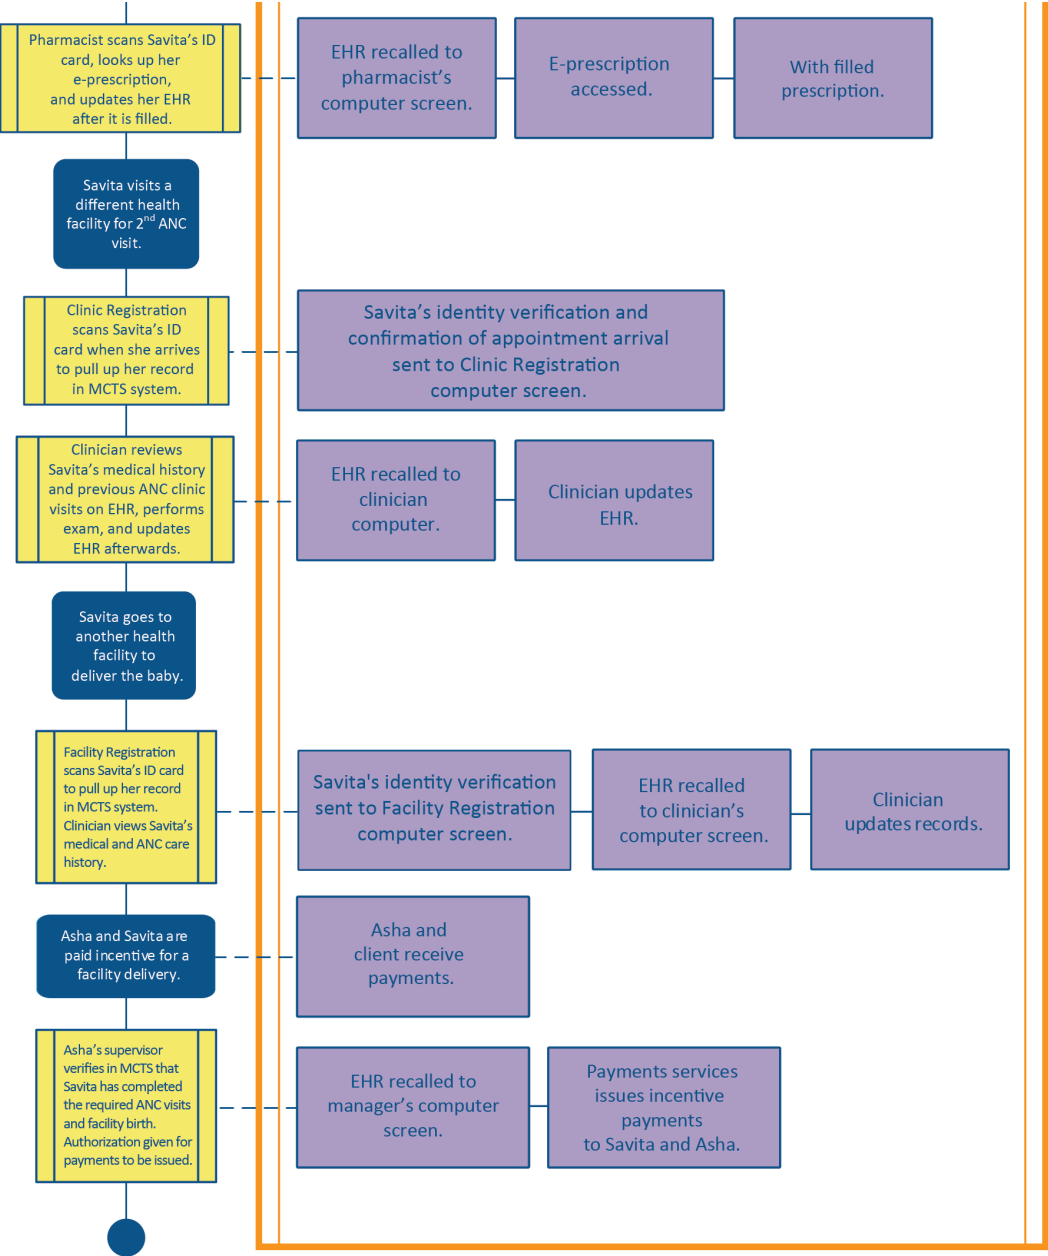 Pharmacist scans Savita’s ID
card, looks up her
e-prescription,
and updates her EHR
after it is filled.
EHR recalled to
pharmacist’s
computer screen.
E-prescription
accessed.
With filled
prescription.
Savita visits a
different health
facility for 2nd ANC
visit.
Clinic Registration
scans Savita’s ID
card when she arrives
to pull up her record
in MCTS system.
Savita’s identity verification and
confirmation of appointment arrival
sent to Clinic Registration
computer screen.
Clinician reviews
Savita’s medical history
and previous ANC clinic
visits on EHR, performs
exam, and updates
EHR afterwards.
EHR recalled to
clinician
computer.
Clinician updates
EHR.
Savita goes to
another health
facility to
deliver the baby.
Facility Registration
scans Savita’s ID card
to pull up her record
in MCTS system.
Clinician views Savita’s
medical and ANC care
history.
Savita's identity verification
sent to Facility Registration
computer screen.
EHR recalled
to clinician’s
computer screen.
Clinician
updates records.
Asha and Savita are
paid incentive for a
facility delivery.
Asha and
client receive
payments.
Asha’s supervisor
verifies in MCTS that
Savita has completed
the required ANC visits
and facility birth.
Authorization given for
payments to be issued.
EHR recalled to
manager’s computer
screen.
Payments services
issues incentive
payments
to Savita and Asha.